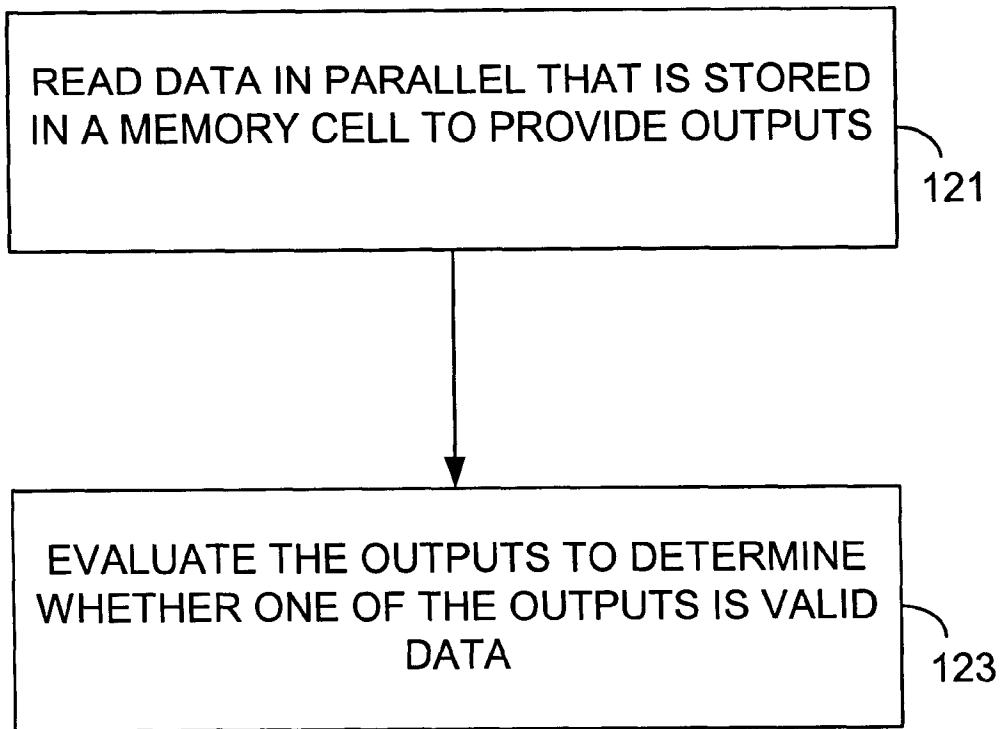 READ DATA IN PARALLEL THAT IS STORED
IN A MEMORY CELL TO PROVIDE OUTPUTS
121
EVALUATE THE OUTPUTS TO DETERMINE
WHETHER ONE OF THE OUTPUTS IS VALID
DATA
123